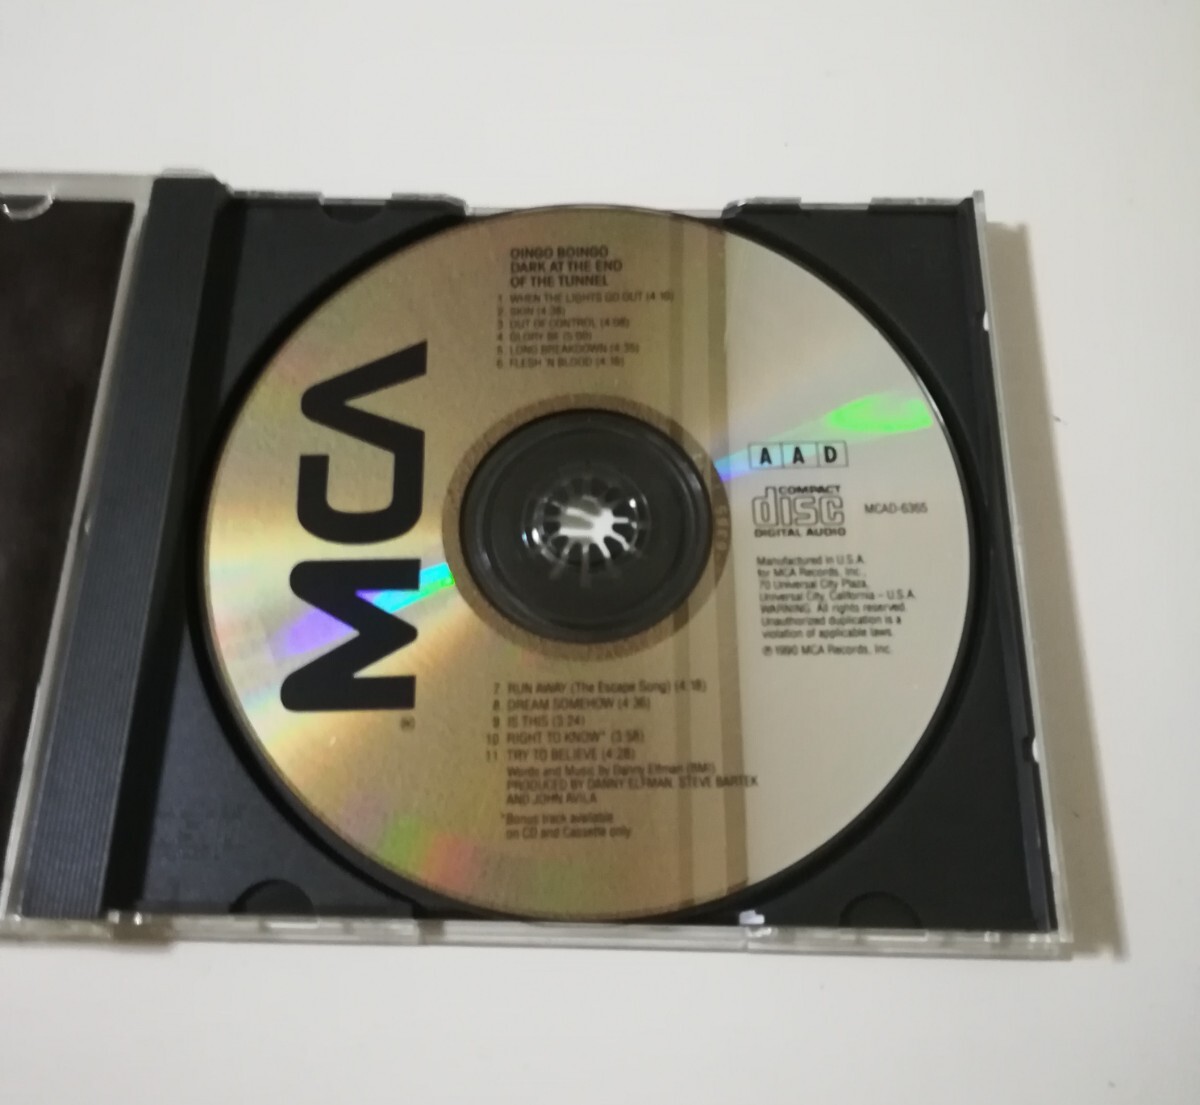 OINGO BOINGO
DARK AT THE END
OF THE TUNNEL
1 WHEN THE LIGHTS GO OUT (4:10)
2 SKIN (4:38)
3 OUT OF CONTROL (4:08)
4 GLORY BE (5:00)
5 LONG BREAKDOWN (4:35)
6 FLESH 'N BLOOD (4:18)
MCA
®
AAD
COMPACT
disc
DIGITAL AUDIO
MCAD-6365
Manufactured in U.S.A.
for MCA Records, Inc.,
70 Universal City Plaza,
Universal City, California – U.S.A.
WARNING: All rights reserved.
Unauthorized duplication is a
violation of applicable laws.
℗1990 MCA Records, Inc.
7 RUN AWAY (The Escape Song) (4:18)
8 DREAM SOMEHOW (4:36)
9 IS THIS (3:24)
10 RIGHT TO KNOW* (3:58)
11 TRY TO BELIEVE (4:28)
Words and Music by Danny Elfman (BMI)
PRODUCED BY DANNY ELFMAN, STEVE BARTEK
AND JOHN AVILA
*Bonus track available
on CD and Cassette only